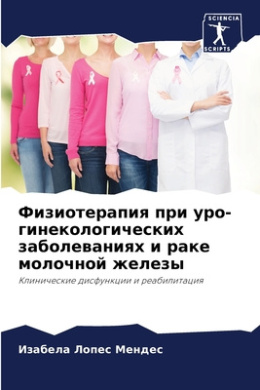 SCIENCIA
SCRIPTS
Физиотерапия при уро-
гинекологических
заболеваниях и раке
молочной железы
Клинические дисфункции и реабилитация
Изабела Лопес Мендес